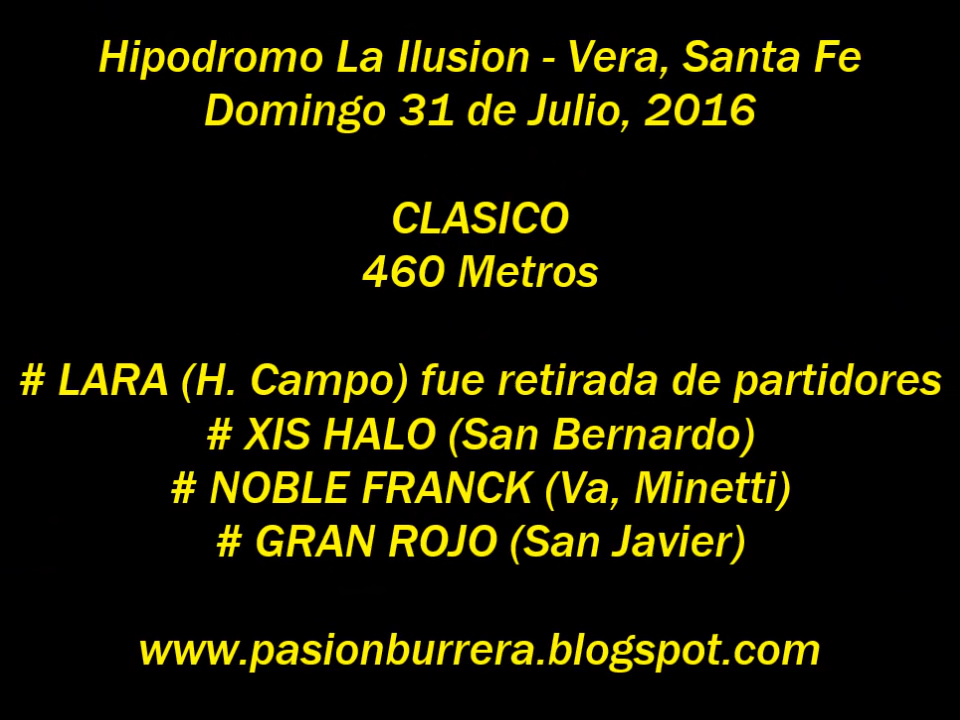 Hipodromo La Ilusion - Vera, Santa Fe
Domingo 31 de Julio, 2016
CLASICO
460 Metros
# LARA (H. Campo) fue retirada de partidores
# XIS HALO (San Bernardo)
# NOBLE FRANCK (Va, Minetti)
# GRAN ROJO (San Javier)
www.pasionburrera.blogspot.com